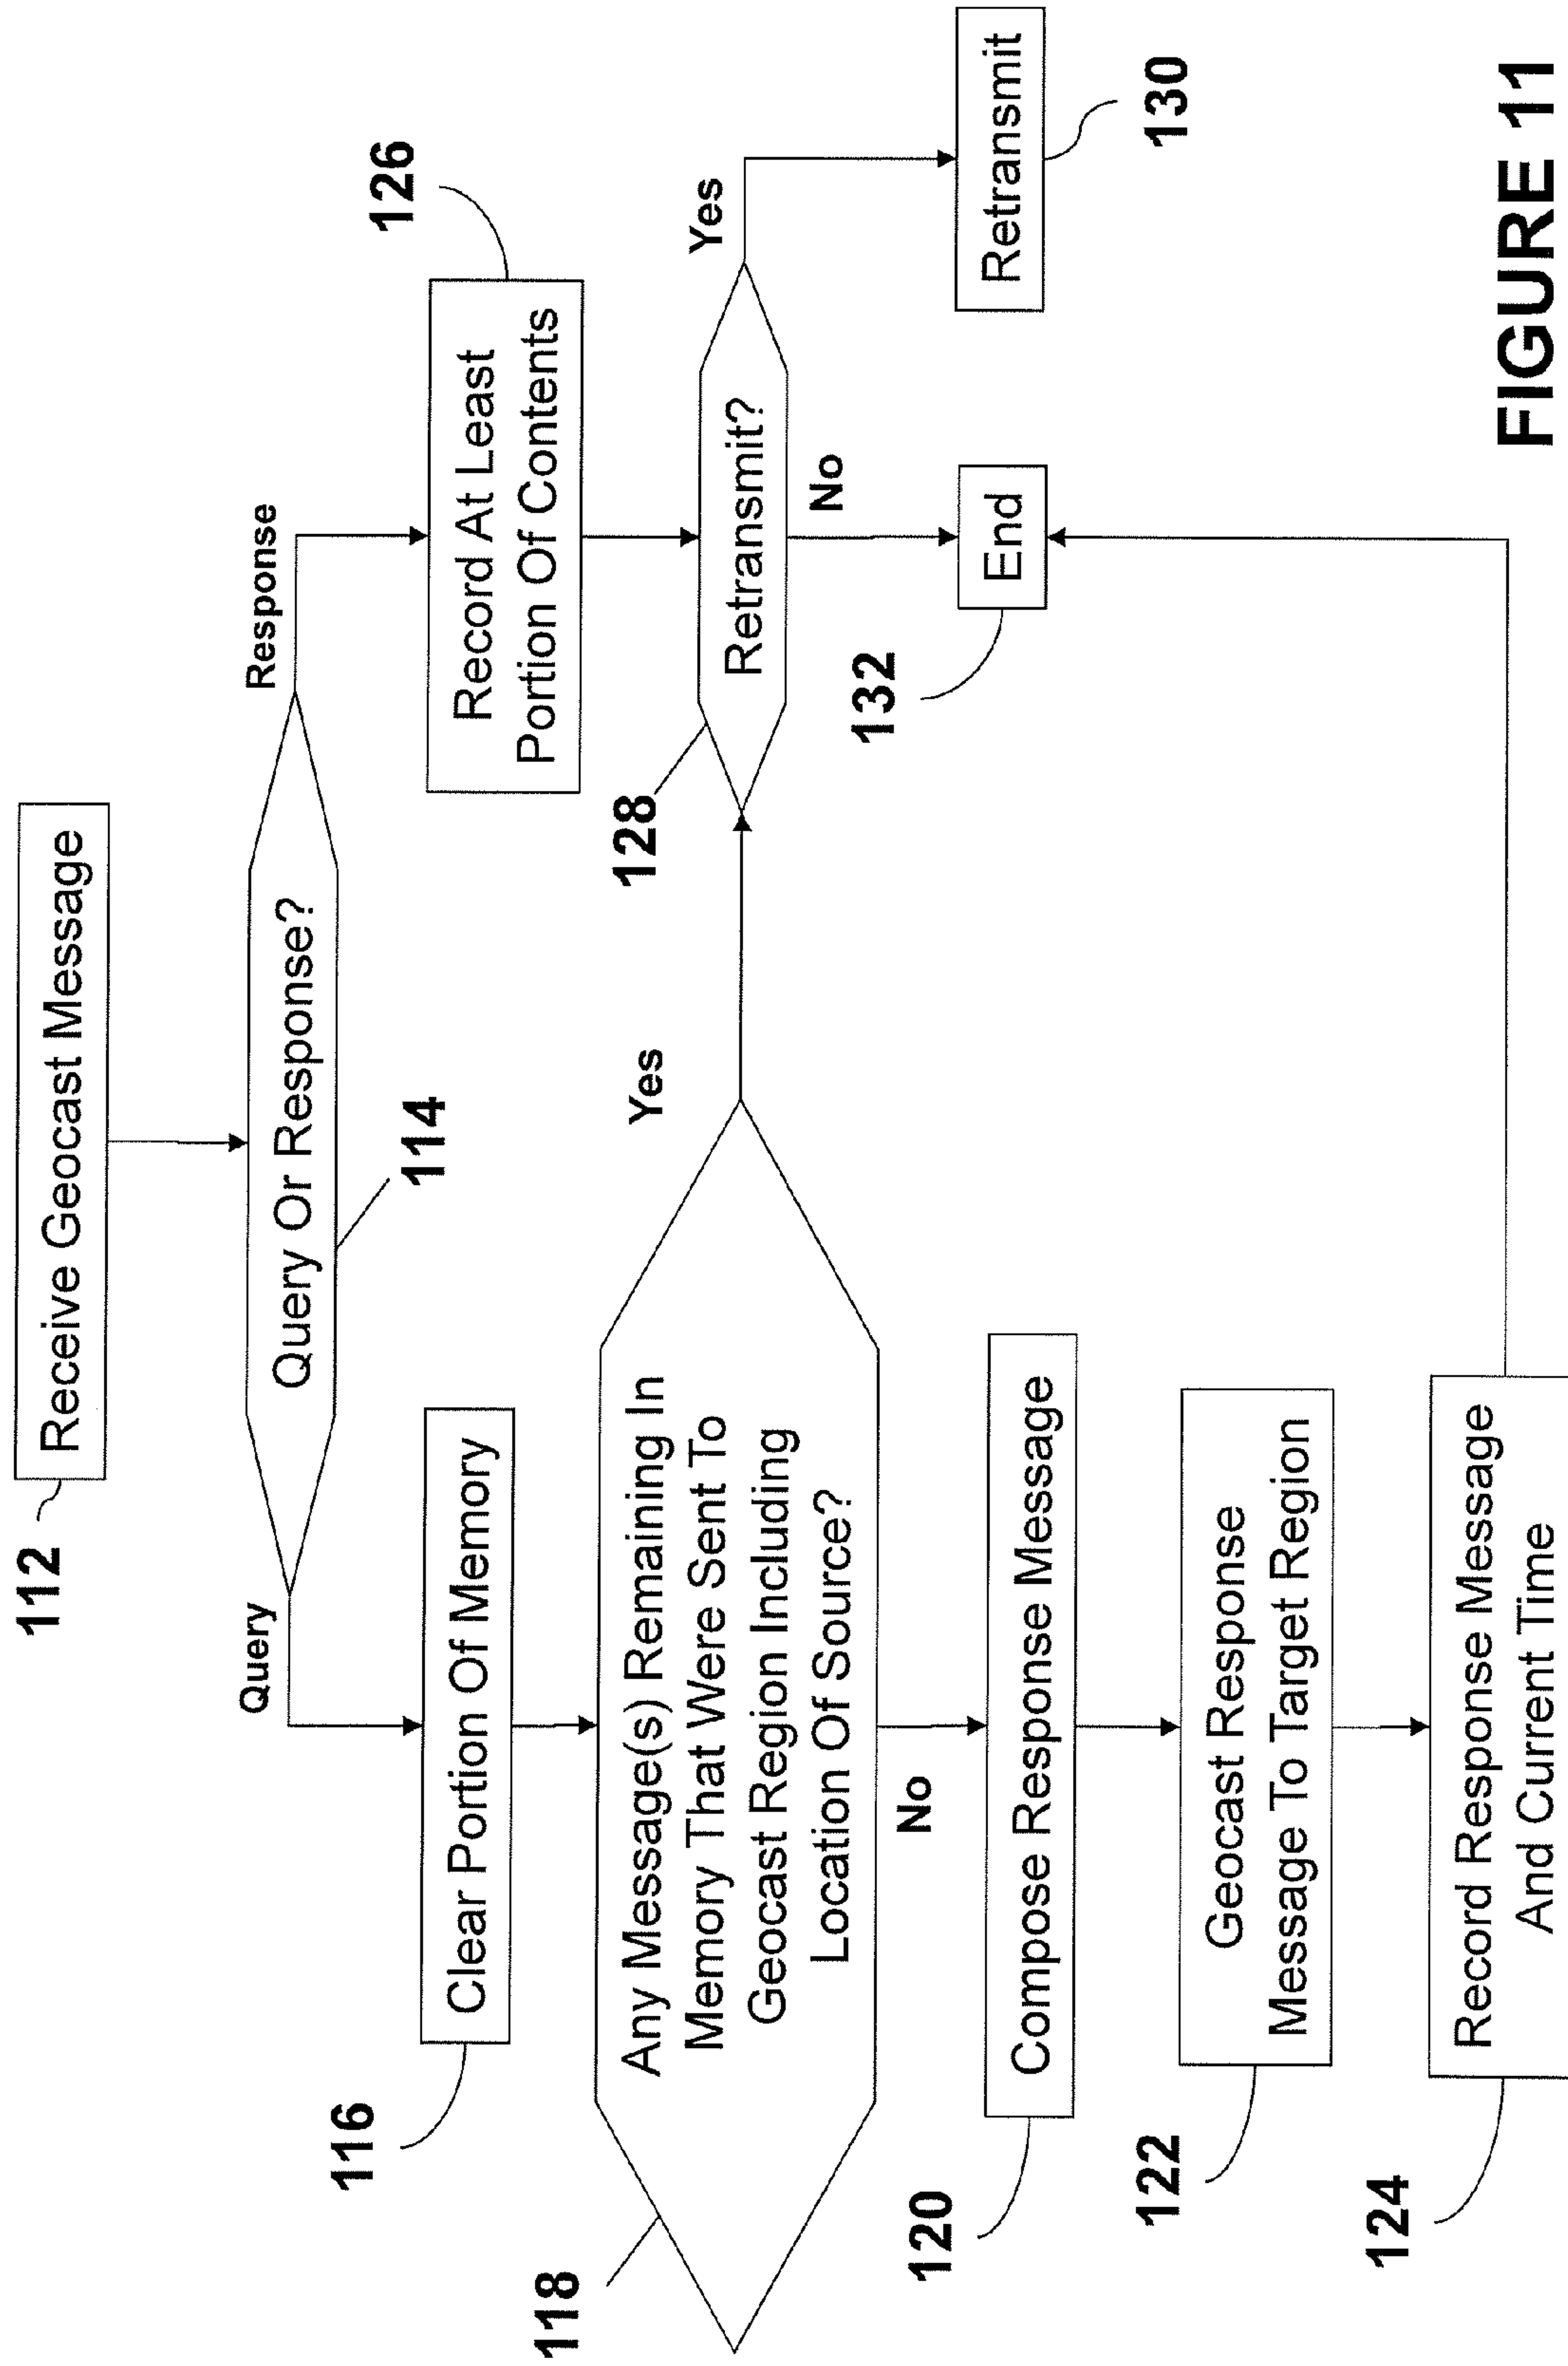 112
Receive Geocast Message
Query Or Response?
114
Query
Response
116
Clear Portion Of Memory
126
Record At Least
Portion Of Contents
118
Any Message(s) Remaining In
Memory That Were Sent To
Geocast Region Including
Location Of Source?
Yes
128
Retransmit?
Yes
No
No
132
End
Retransmit
130
120
Compose Response Message
122
Geocast Response
Message To Target Region
124
Record Response Message
And Current Time
FIGURE 11